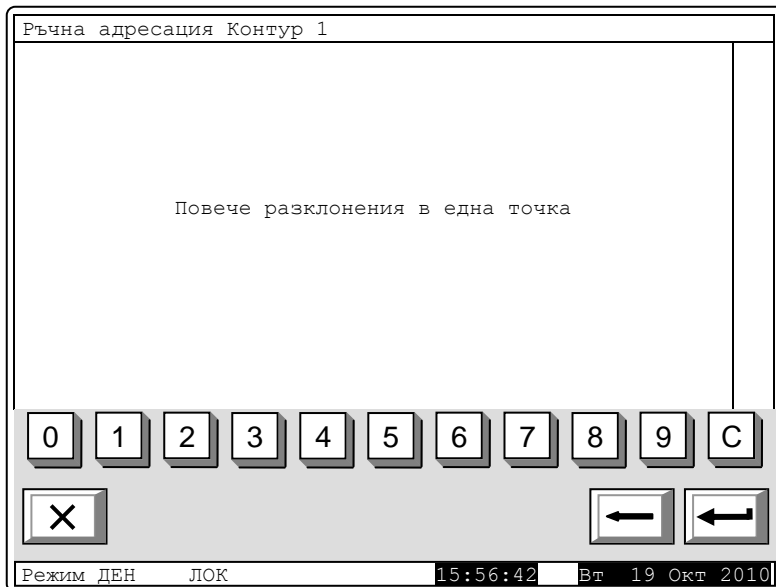 Ръчна адресация Контур 1
Повече разклонения в една точка
0 1 2 3 4 5 6 7 8 9 C
Режим ДЕН ЛОК 15:56:42 Вт 19 Окт 2010